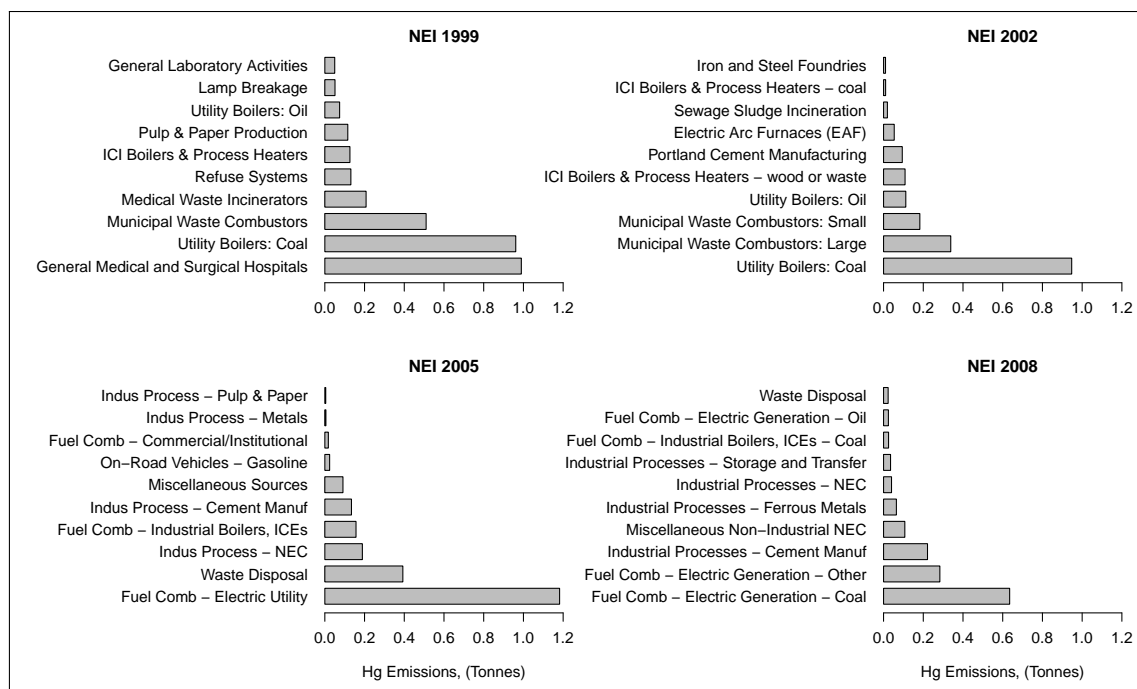 NEI 1999
General Laboratory Activities
Lamp Breakage
Utility Boilers: Oil
Pulp & Paper Production
ICI Boilers & Process Heaters
Refuse Systems
Medical Waste Incinerators
Municipal Waste Combustors
Utility Boilers: Coal
General Medical and Surgical Hospitals
0.0 0.2 0.4 0.6 0.8 1.0 1.2
NEI 2002
Iron and Steel Foundries
ICI Boilers & Process Heaters − coal
Sewage Sludge Incineration
Electric Arc Furnaces (EAF)
Portland Cement Manufacturing
ICI Boilers & Process Heaters − wood or waste
Utility Boilers: Oil
Municipal Waste Combustors: Small
Municipal Waste Combustors: Large
Utility Boilers: Coal
0.0 0.2 0.4 0.6 0.8 1.0 1.2
NEI 2005
Indus Process − Pulp & Paper
Indus Process − Metals
Fuel Comb − Commercial/Institutional
On−Road Vehicles − Gasoline
Miscellaneous Sources
Indus Process − Cement Manuf
Fuel Comb − Industrial Boilers, ICEs
Indus Process − NEC
Waste Disposal
Fuel Comb − Electric Utility
0.0 0.2 0.4 0.6 0.8 1.0 1.2
Hg Emissions, (Tonnes)
NEI 2008
Waste Disposal
Fuel Comb − Electric Generation − Oil
Fuel Comb − Industrial Boilers, ICEs − Coal
Industrial Processes − Storage and Transfer
Industrial Processes − NEC
Industrial Processes − Ferrous Metals
Miscellaneous Non−Industrial NEC
Industrial Processes − Cement Manuf
Fuel Comb − Electric Generation − Other
Fuel Comb − Electric Generation − Coal
0.0 0.2 0.4 0.6 0.8 1.0 1.2
Hg Emissions, (Tonnes)